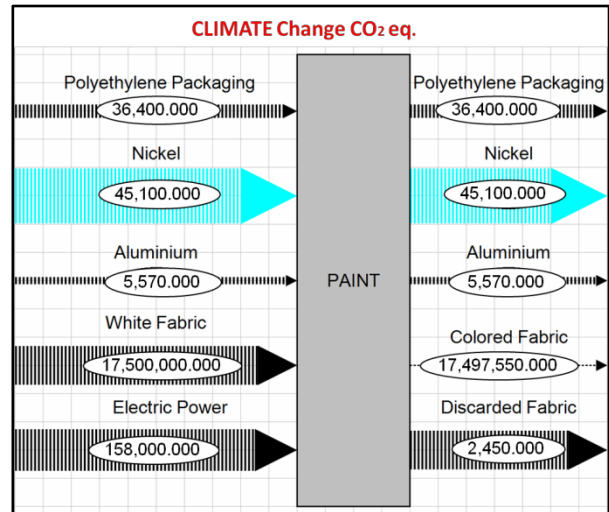 CLIMATE Change CO₂ eq.
Polyethylene Packaging
36,400.000
Nickel
45,100.000
Aluminium
5,570.000
White Fabric
17,500,000.000
Electric Power
158,000.000
PAINT
Polyethylene Packaging
36,400.000
Nickel
45,100.000
Aluminium
5,570.000
Colored Fabric
17,497,550.000
Discarded Fabric
2,450.000